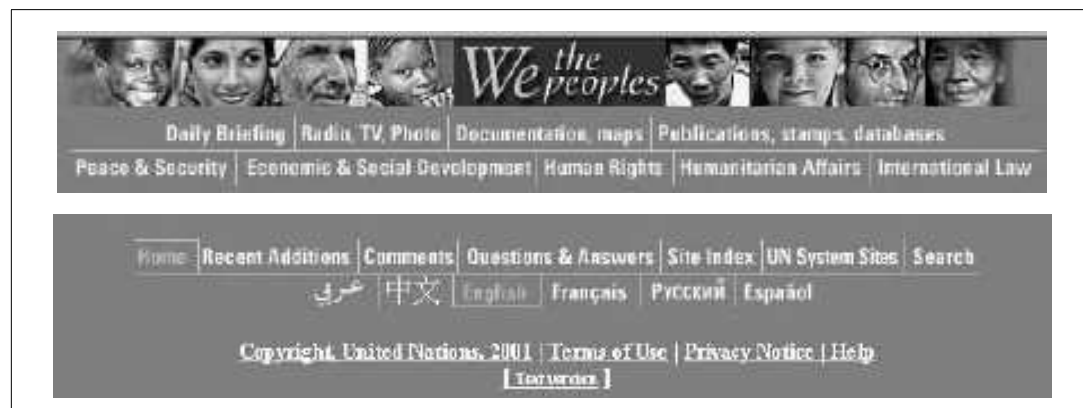 We the peoples
Daily Briefing | Radio, TV, Photo | Documentation, maps | Publications, stamps, databases
Peace & Security | Economic & Social Development | Human Rights | Humanitarian Affairs | International Law
Home | Recent Additions | Comments | Questions & Answers | Site Index | UN System Sites | Search
عربي | 中文 | English | Français | Русский | Español
Copyright, United Nations, 2001 | Terms of Use | Privacy Notice | Help
[ Text version ]